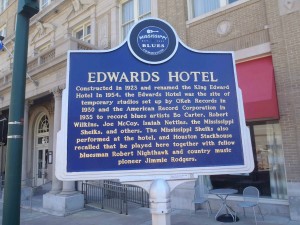 MISSISSIPPI
BLUES
EDWARDS HOTEL
Constructed in 1923 and renamed the King Edward
Hotel in 1954, the Edwards Hotel was the site of
temporary studios set up by OKeh Records in
1930 and the American Record Corporation in
1935 to record blues artists Bo Carter, Robert
Wilkins, Joe McCoy, Isaiah Nettles, the Mississippi
Sheiks, and others. The Mississippi Sheiks also
performed at the hotel, and Houston Stackhouse
recalled that he played here together with fellow
bluesman Robert Nighthawk and country music
pioneer Jimmie Rodgers.